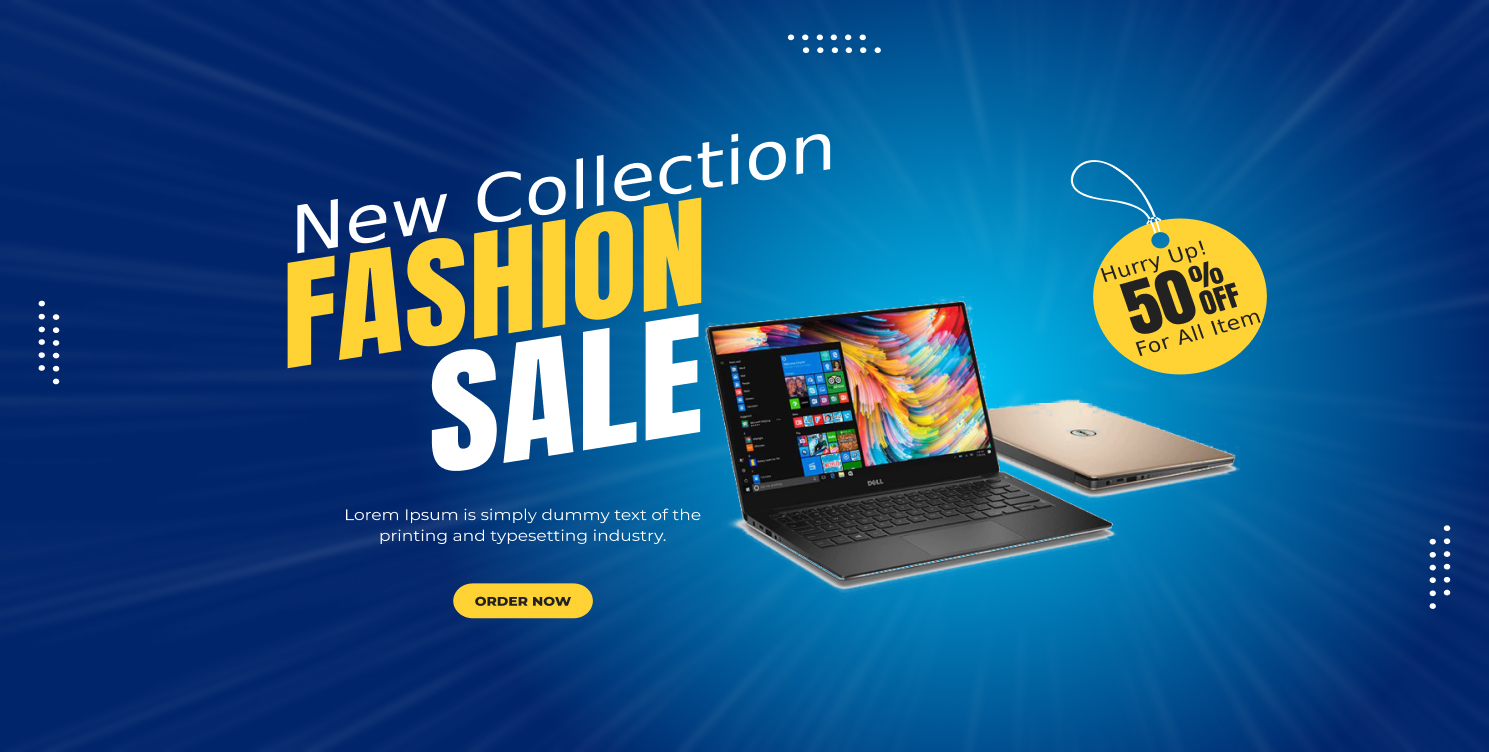 New Collection
FASHION
SALE
Lorem Ipsum is simply dummy text of the
printing and typesetting industry.
ORDER NOW
Hurry Up!
50% OFF
For All Item
DELL
DELL